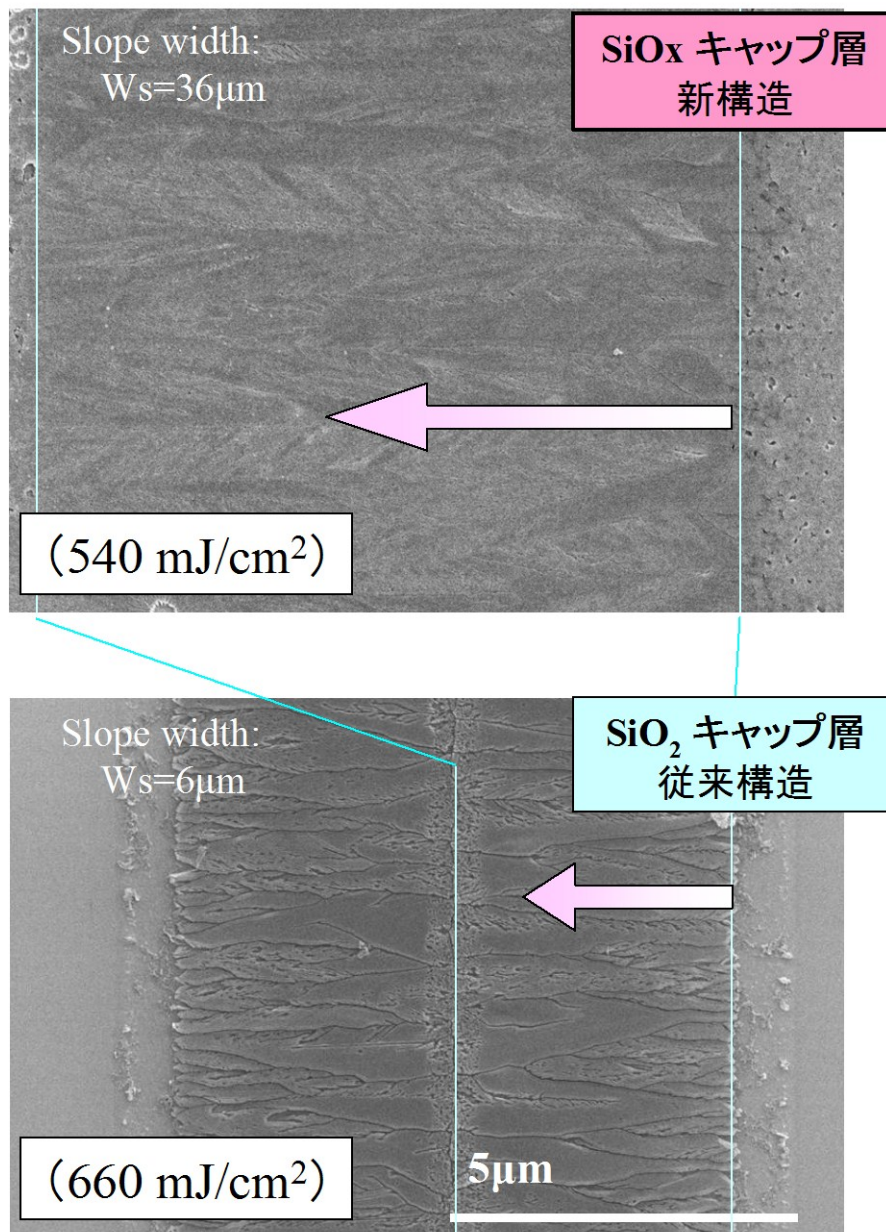 Slope width:
Ws=36μm
SiOx キャップ層
新構造
（540 mJ/cm²）
Slope width:
Ws=6μm
SiO₂ キャップ層
従来構造
（660 mJ/cm²）
5μm